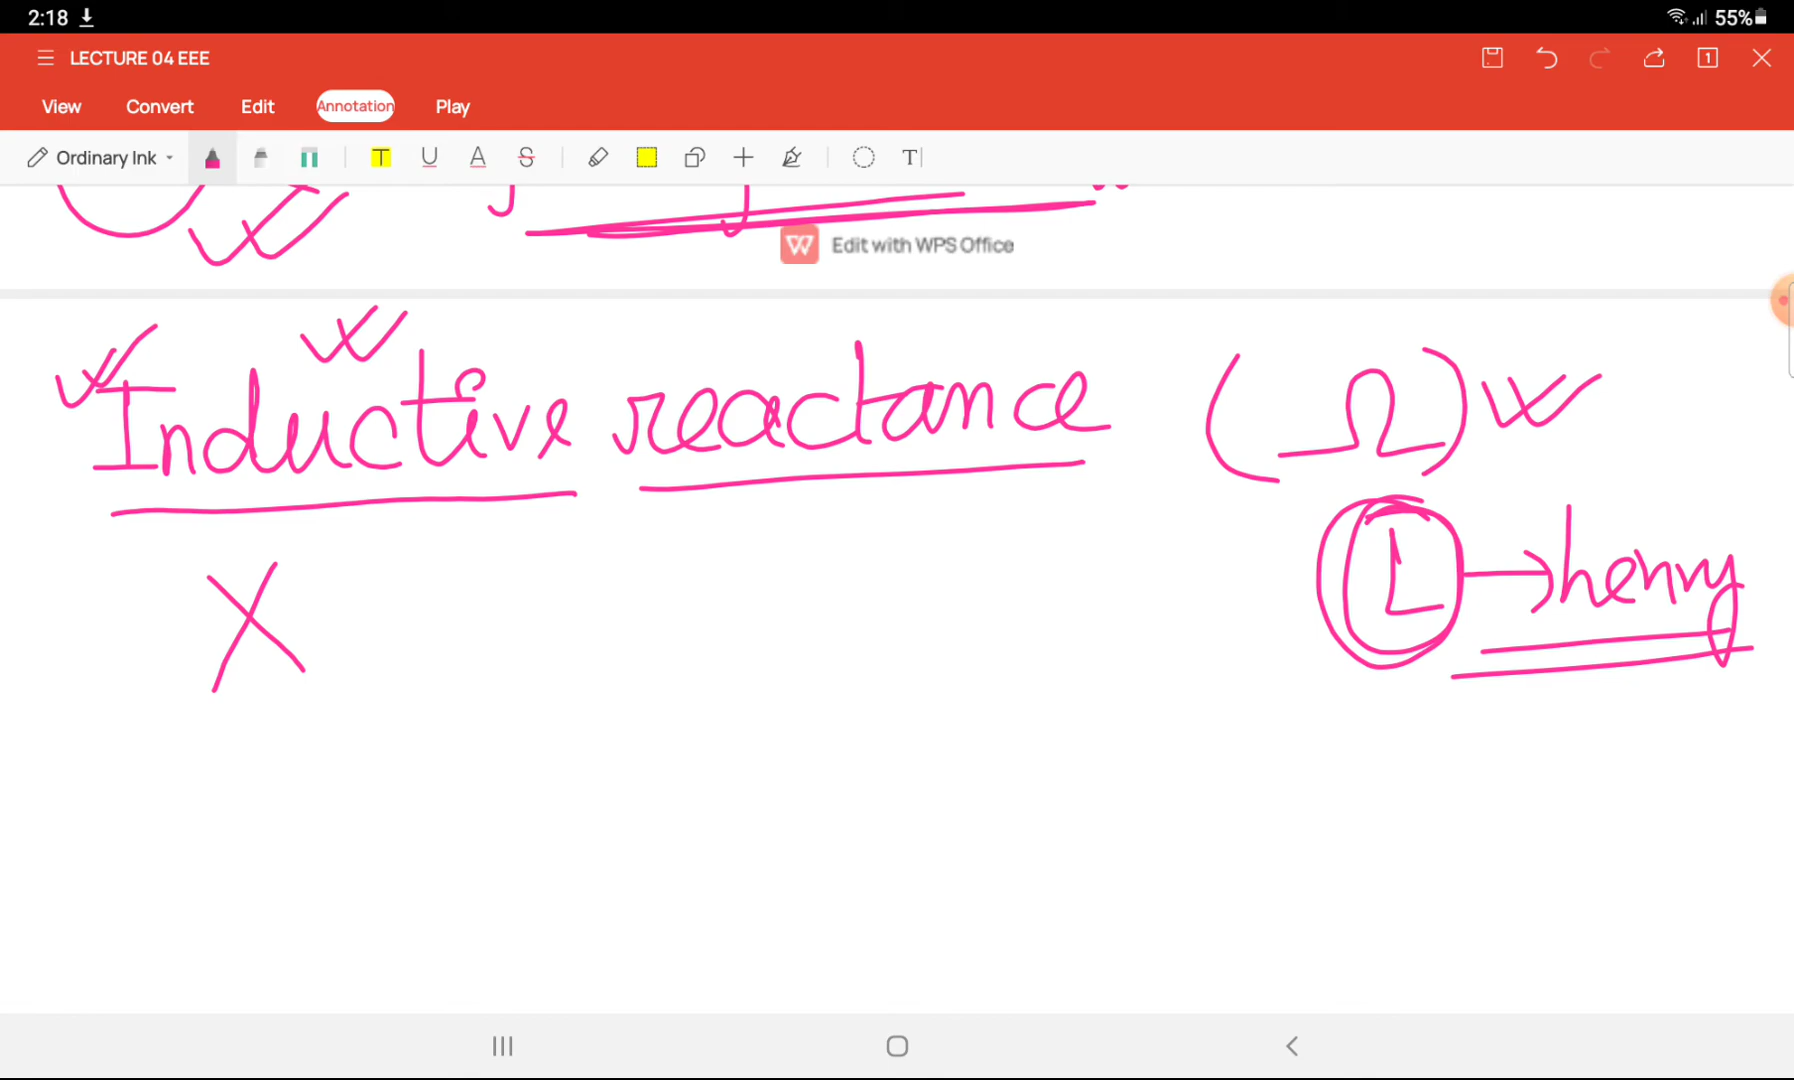 2:18 55%
LECTURE 04 EEE 1
View Convert Edit Annotation Play
Ordinary Ink T U A S T
Edit with WPS Office
Inductive reactance (Ω)
L → henry
X